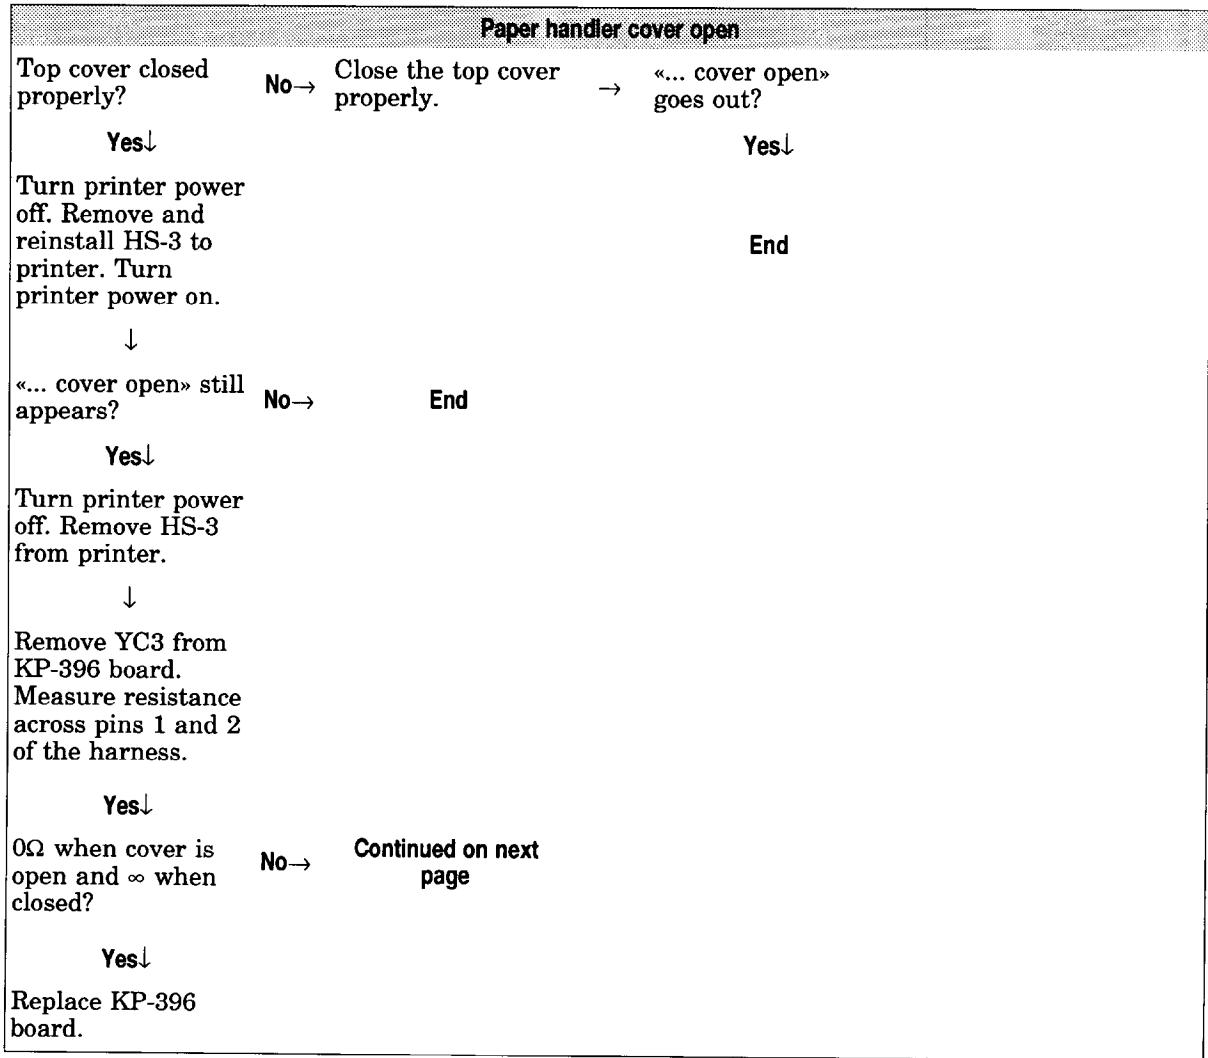 Paper handler cover open
Top cover closed
properly?
No→
Close the top cover
properly.
→
«... cover open»
goes out?
Yes↓
Yes↓
Turn printer power
off. Remove and
reinstall HS-3 to
printer. Turn
printer power on.
End
↓
«... cover open» still
appears?
No→
End
Yes↓
Turn printer power
off. Remove HS-3
from printer.
↓
Remove YC3 from
KP-396 board.
Measure resistance
across pins 1 and 2
of the harness.
Yes↓
0Ω when cover is
open and ∞ when
closed?
No→
Continued on next
page
Yes↓
Replace KP-396
board.